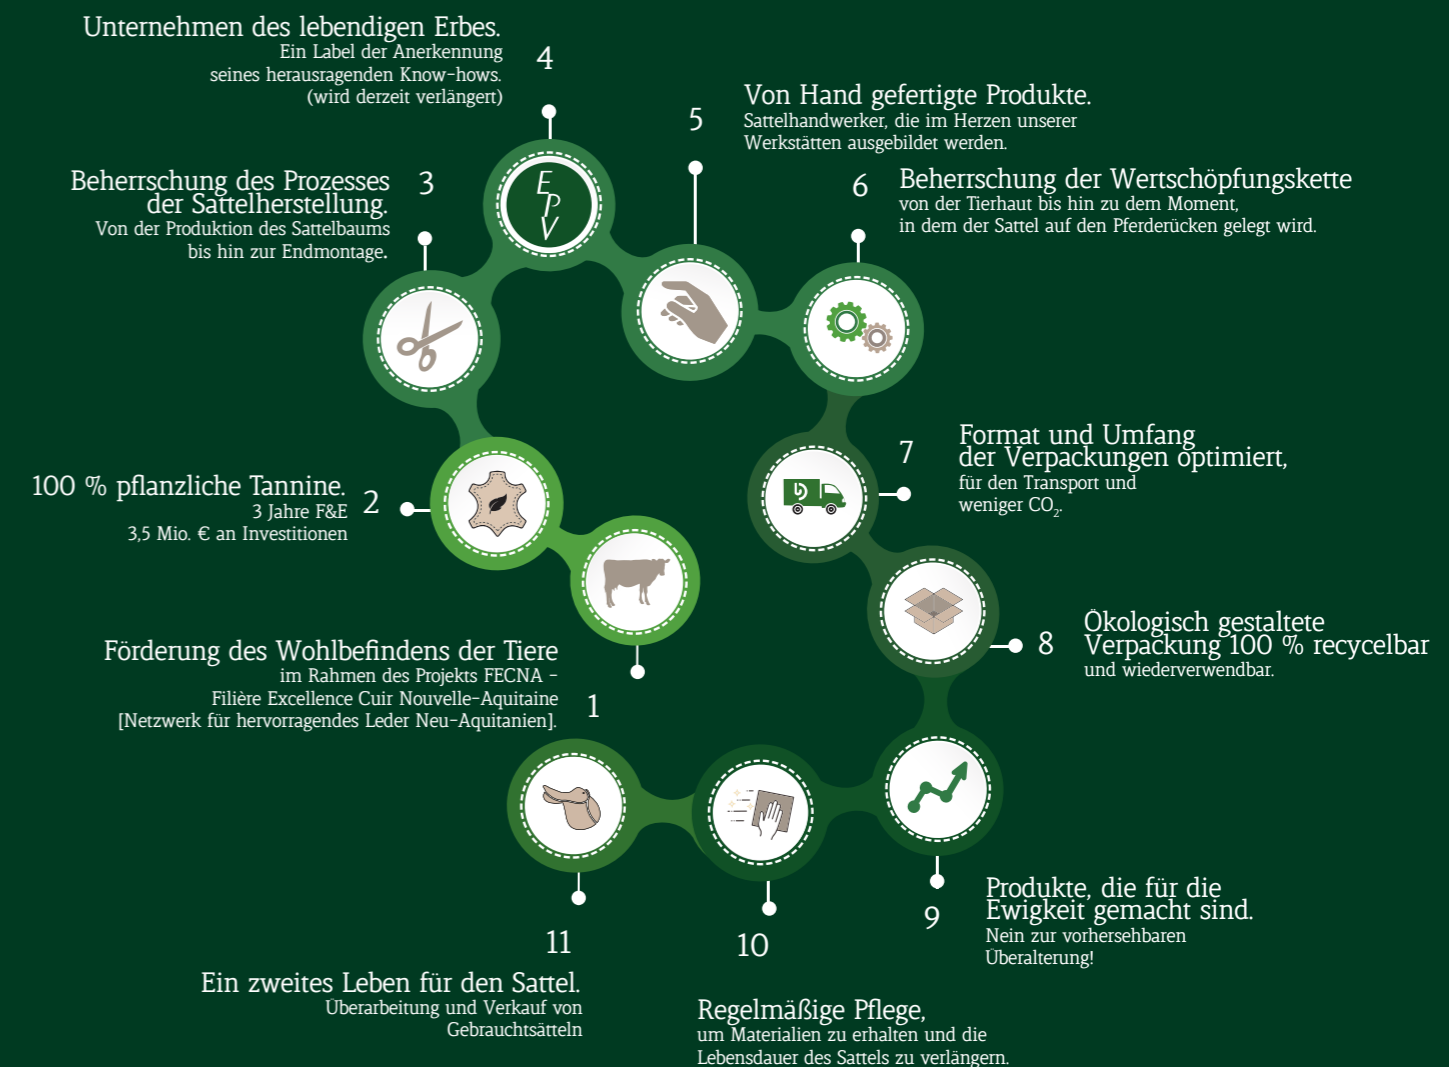 Unternehmen des lebendigen Erbes.
Ein Label der Anerkennung
seines herausragenden Know-hows.
(wird derzeit verlängert)
4
E
P
V
5
Von Hand gefertigte Produkte.
Sattelhandwerker, die im Herzen unserer
Werkstätten ausgebildet werden.
Beherrschung des Prozesses
der Sattelherstellung.
Von der Produktion des Sattelbaums
bis hin zur Endmontage.
3
6
Beherrschung der Wertschöpfungskette
von der Tierhaut bis hin zu dem Moment,
in dem der Sattel auf den Pferderücken gelegt wird.
100 % pflanzliche Tannine.
3 Jahre F&E
3,5 Mio. € an Investitionen
2
7
Format und Umfang
der Verpackungen optimiert,
für den Transport und
weniger CO₂.
Förderung des Wohlbefindens der Tiere
im Rahmen des Projekts FECNA -
Filière Excellence Cuir Nouvelle-Aquitaine
[Netzwerk für hervorragendes Leder Neu-Aquitanien].
1
8
Ökologisch gestaltete
Verpackung 100 % recycelbar
und wiederverwendbar.
9
Produkte, die für die
Ewigkeit gemacht sind.
Nein zur vorhersehbaren
Überalterung!
11
Ein zweites Leben für den Sattel.
Überarbeitung und Verkauf von
Gebrauchtsätteln
10
Regelmäßige Pflege,
um Materialien zu erhalten und die
Lebensdauer des Sattels zu verlängern.